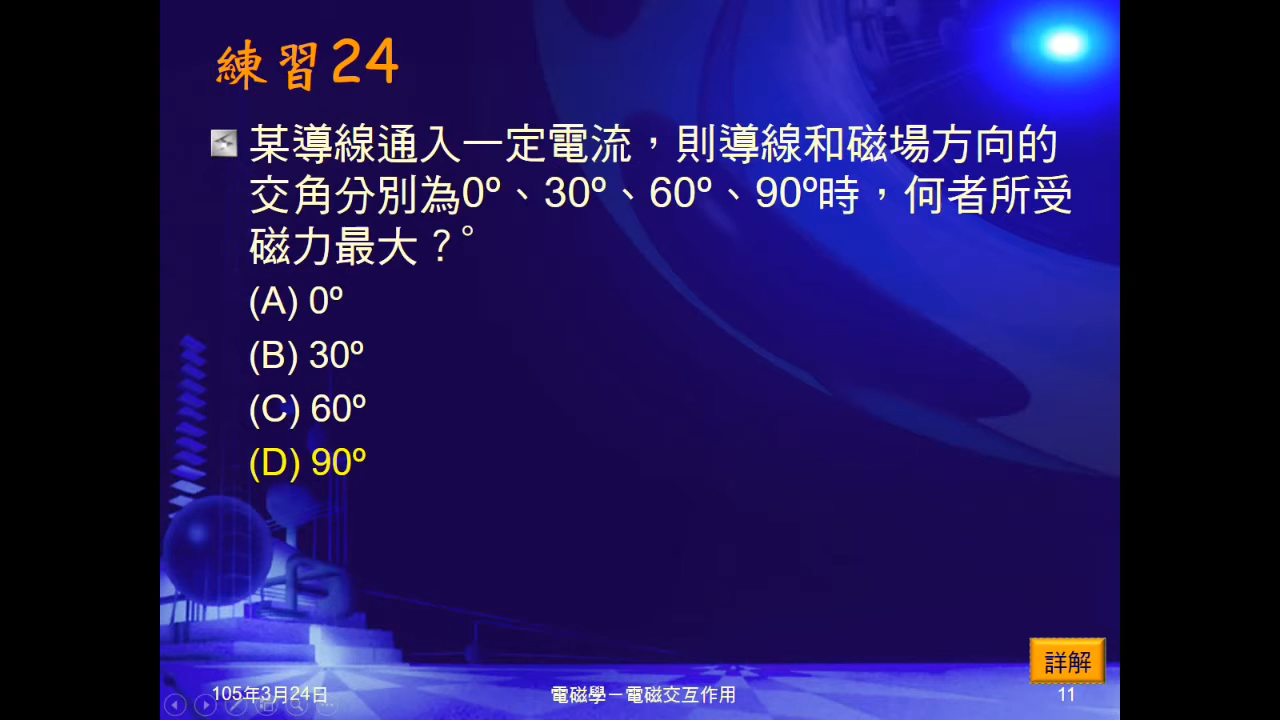 練習24
某導線通入一定電流，則導線和磁場方向的
交角分別為0º、30º、60º、90º時，何者所受
磁力最大？°
(A) 0º
(B) 30º
(C) 60º
(D) 90º
詳解
105年3月24日
電磁學－電磁交互作用
11